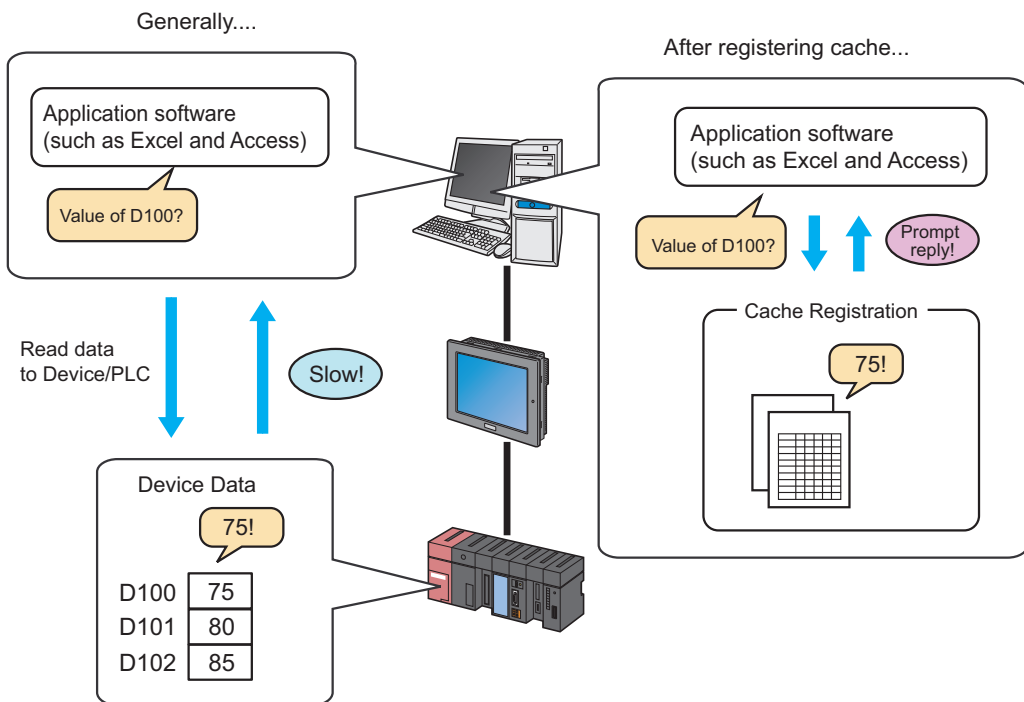 Generally....
Application software
(such as Excel and Access)
Value of D100?
Read data
to Device/PLC
Slow!
Device Data
75!
D100 75
D101 80
D102 85
After registering cache...
Application software
(such as Excel and Access)
Value of D100?
Prompt
reply!
Cache Registration
75!